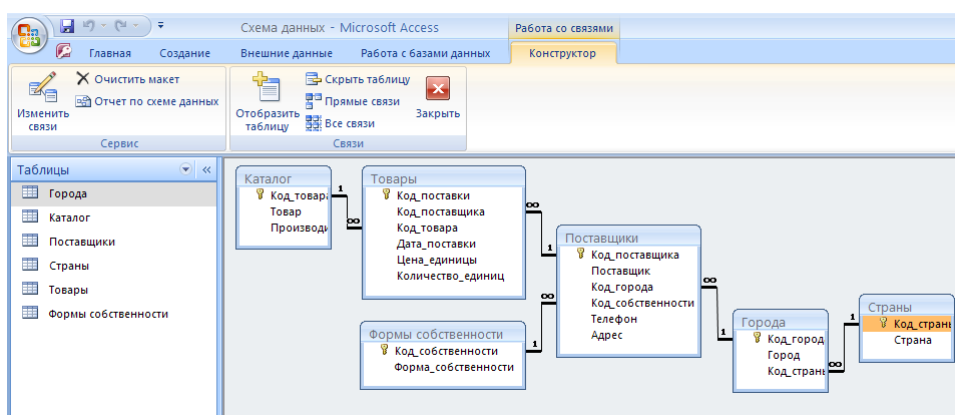 Схема данных - Microsoft Access
Работа со связями
Главная
Создание
Внешние данные
Работа с базами данных
Конструктор
Изменить связи
Очистить макет
Отчет по схеме данных
Сервис
Отобразить таблицу
Скрыть таблицу
Прямые связи
Все связи
Закрыть
Связи
Таблицы
Города
Каталог
Поставщики
Страны
Товары
Формы собственности
Каталог
Код_товара
Товар
Производи
Товары
Код_поставки
Код_поставщика
Код_товара
Дата_поставки
Цена_единицы
Количество_единиц
Формы собственности
Код_собственности
Форма_собственности
Поставщики
Код_поставщика
Поставщик
Код_города
Код_собственности
Телефон
Адрес
Города
Код_город
Город
Код_страны
Страны
Код_страны
Страна
1
∞
∞
1
∞
1
∞
1
1
∞